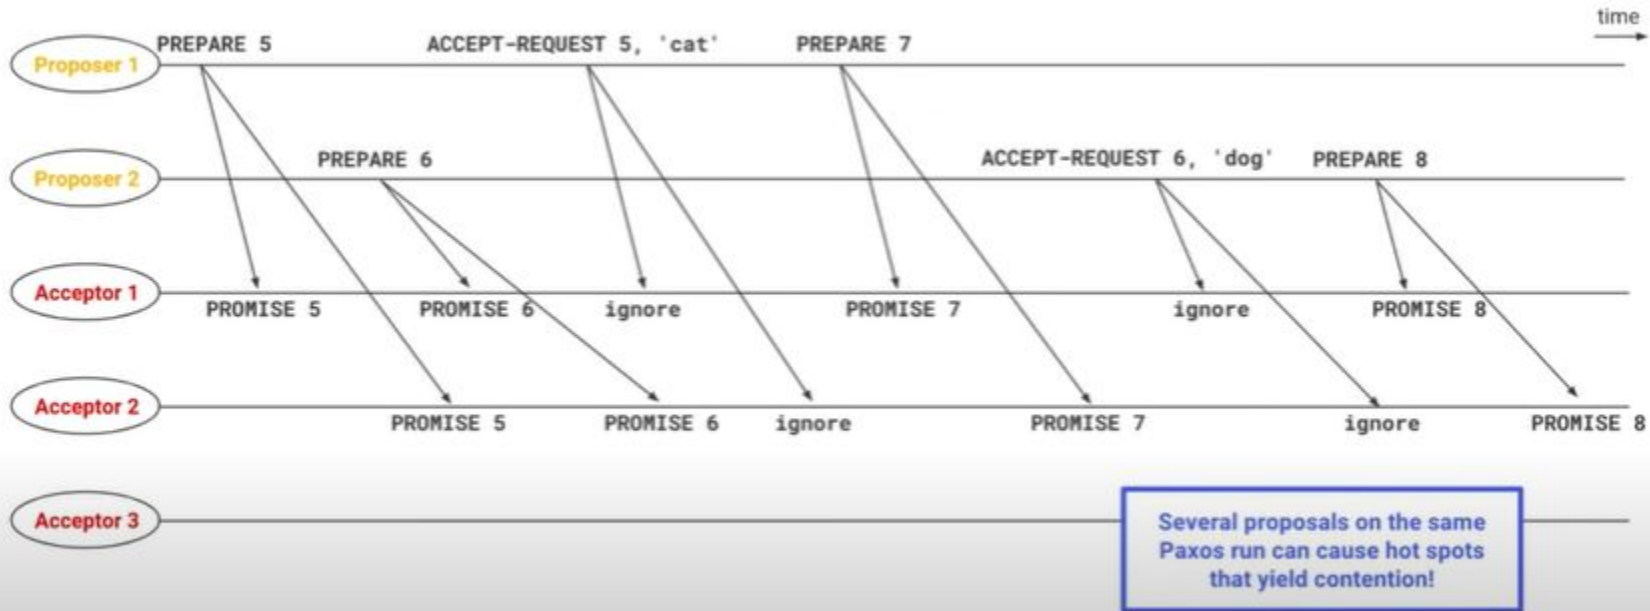 time
PREPARE 5
ACCEPT-REQUEST 5, 'cat'
PREPARE 7
Proposer 1
PREPARE 6
ACCEPT-REQUEST 6, 'dog'
PREPARE 8
Proposer 2
Acceptor 1
PROMISE 5
PROMISE 6
ignore
PROMISE 7
ignore
PROMISE 8
Acceptor 2
PROMISE 5
PROMISE 6
ignore
PROMISE 7
ignore
PROMISE 8
Acceptor 3
Several proposals on the same
Paxos run can cause hot spots
that yield contention!